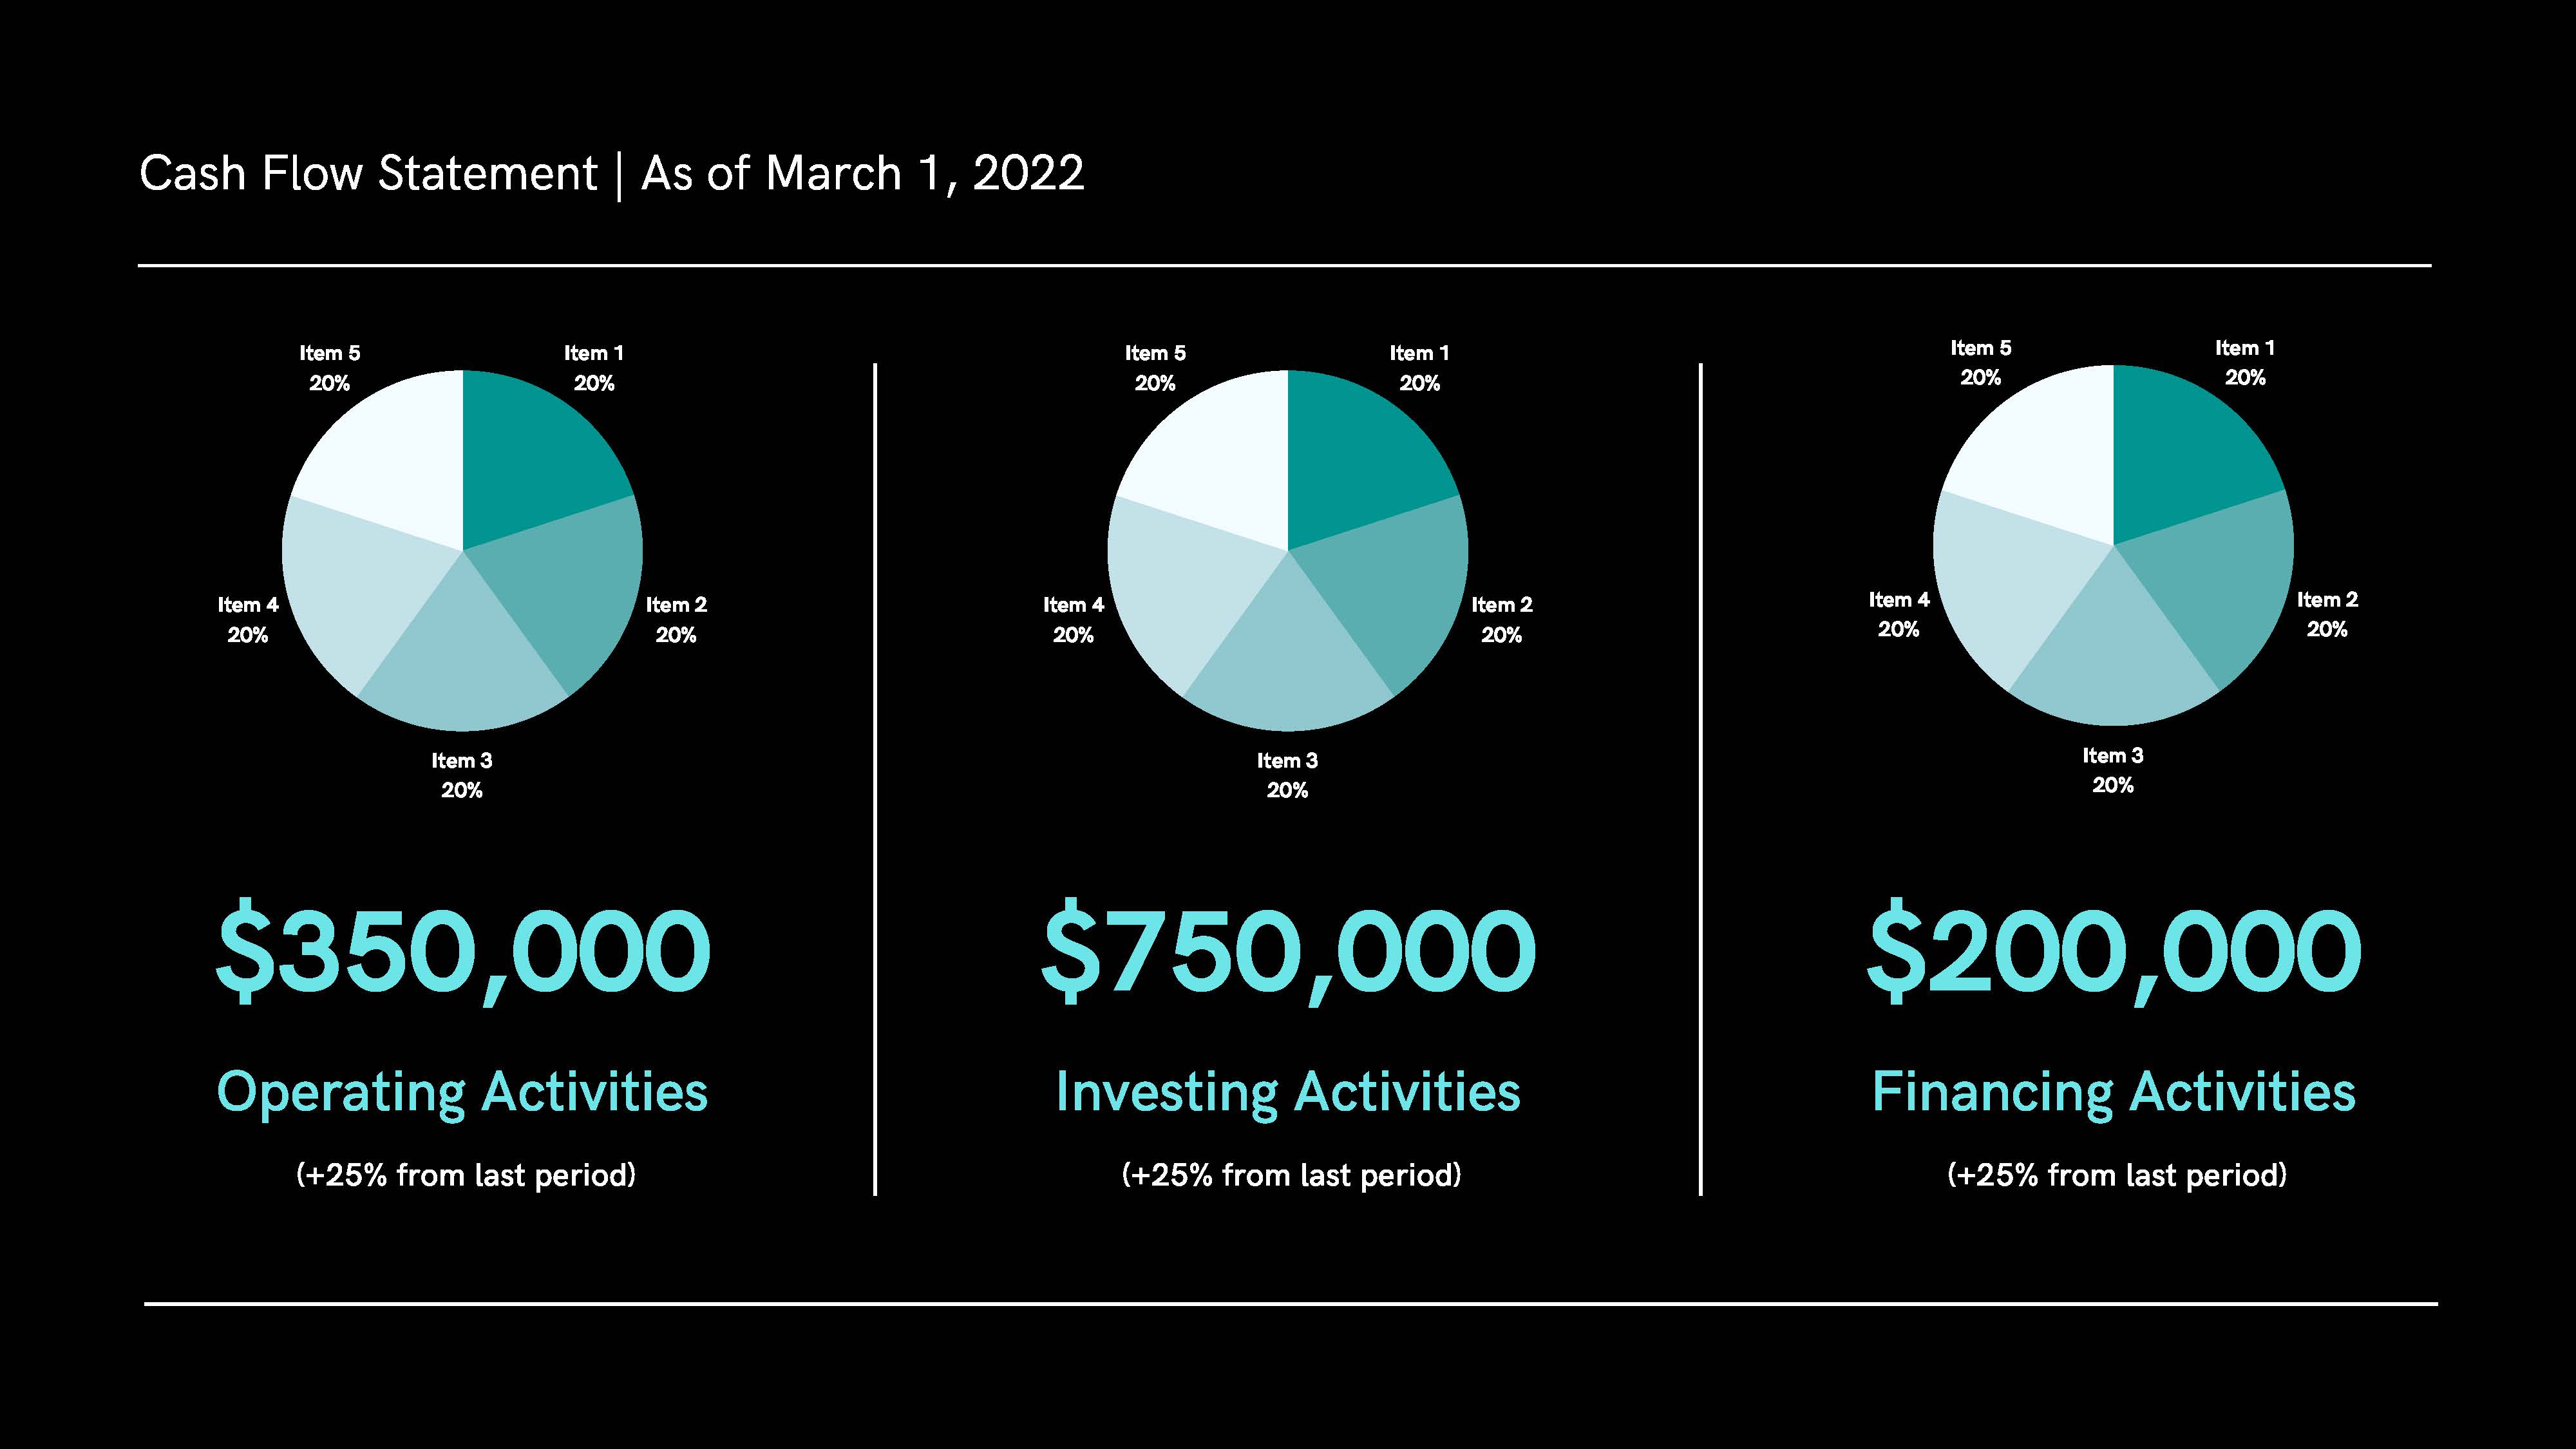 Cash Flow Statement | As of March 1, 2022
Item 5
20%
Item 1
20%
Item 4
20%
Item 2
20%
Item 3
20%
$350,000
Operating Activities
(+25% from last period)
Item 5
20%
Item 1
20%
Item 4
20%
Item 2
20%
Item 3
20%
$750,000
Investing Activities
(+25% from last period)
Item 5
20%
Item 1
20%
Item 4
20%
Item 2
20%
Item 3
20%
$200,000
Financing Activities
(+25% from last period)